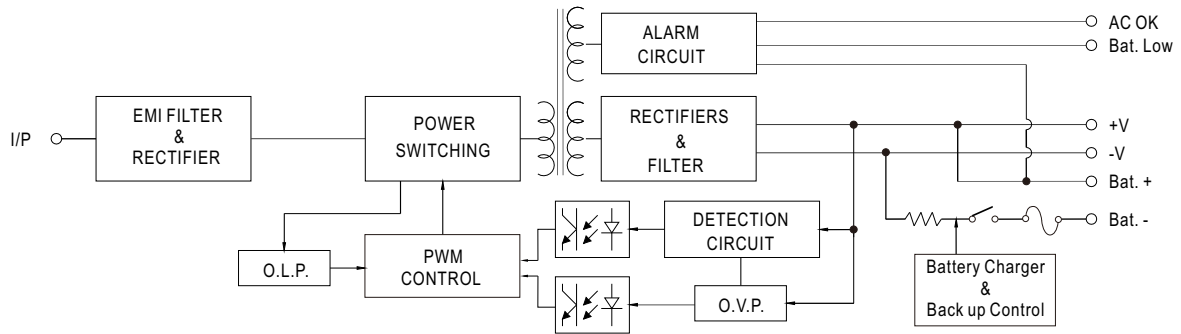 I/P
EMI FILTER
&
RECTIFIER
POWER
SWITCHING
O.L.P.
PWM
CONTROL
ALARM
CIRCUIT
RECTIFIERS
&
FILTER
DETECTION
CIRCUIT
O.V.P.
AC OK
Bat. Low
+V
-V
Bat. +
Bat. -
Battery Charger
&
Back up Control